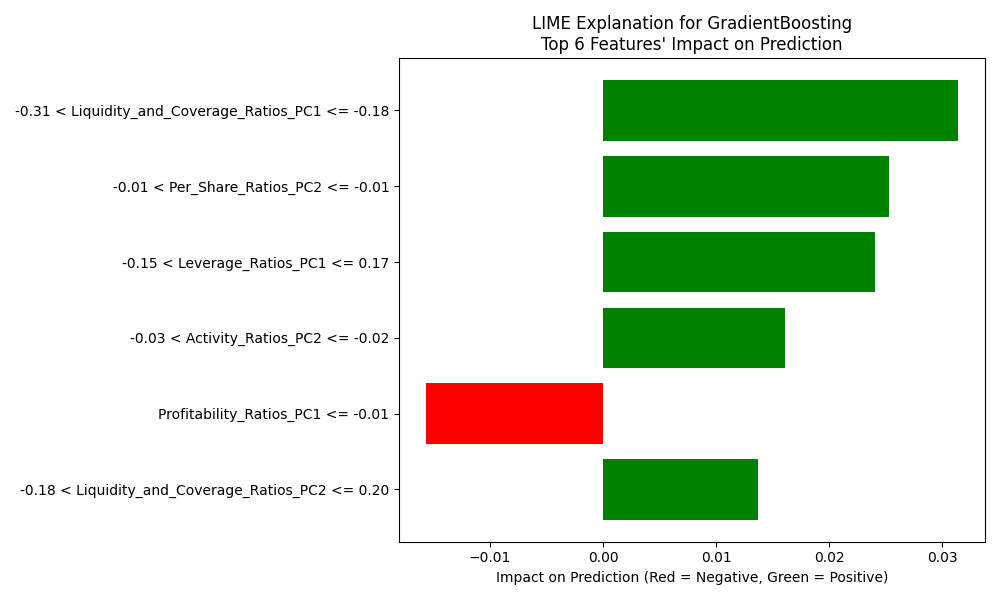 LIME Explanation for GradientBoosting
Top 6 Features' Impact on Prediction
-0.31 < Liquidity_and_Coverage_Ratios_PC1 <= -0.18
-0.01 < Per_Share_Ratios_PC2 <= -0.01
-0.15 < Leverage_Ratios_PC1 <= 0.17
-0.03 < Activity_Ratios_PC2 <= -0.02
Profitability_Ratios_PC1 <= -0.01
-0.18 < Liquidity_and_Coverage_Ratios_PC2 <= 0.20
−0.01 0.00 0.01 0.02 0.03
Impact on Prediction (Red = Negative, Green = Positive)